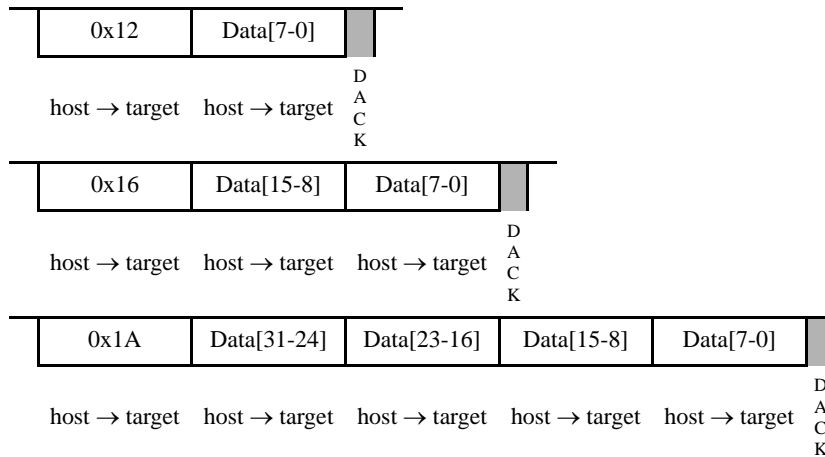 0x12 Data[7-0]
host → target host → target
D
A
C
K
0x16 Data[15-8] Data[7-0]
host → target host → target host → target
D
A
C
K
0x1A Data[31-24] Data[23-16] Data[15-8] Data[7-0]
host → target host → target host → target host → target host → target
D
A
C
K